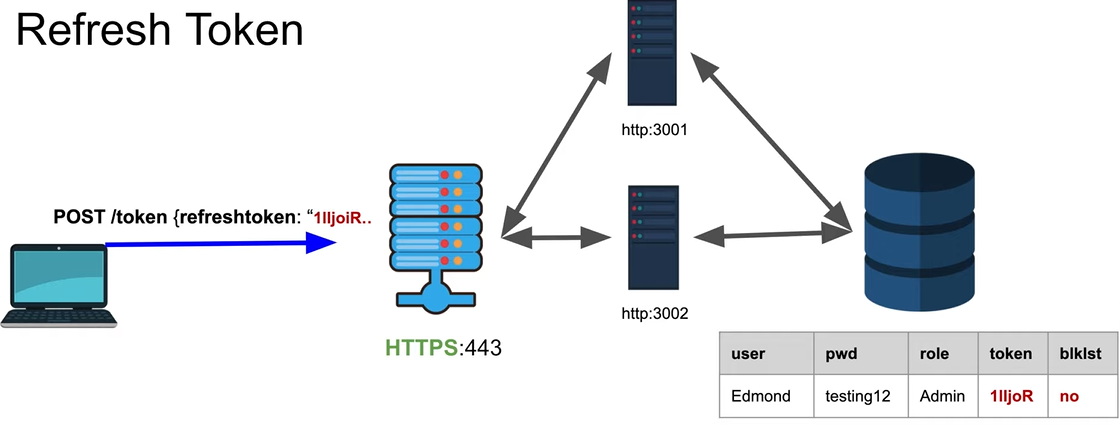 Refresh Token
http:3001
POST /token {refreshtoken: “1lljoiR..
http:3002
HTTPS:443
user pwd role token blklst
Edmond testing12 Admin 1lljoR no